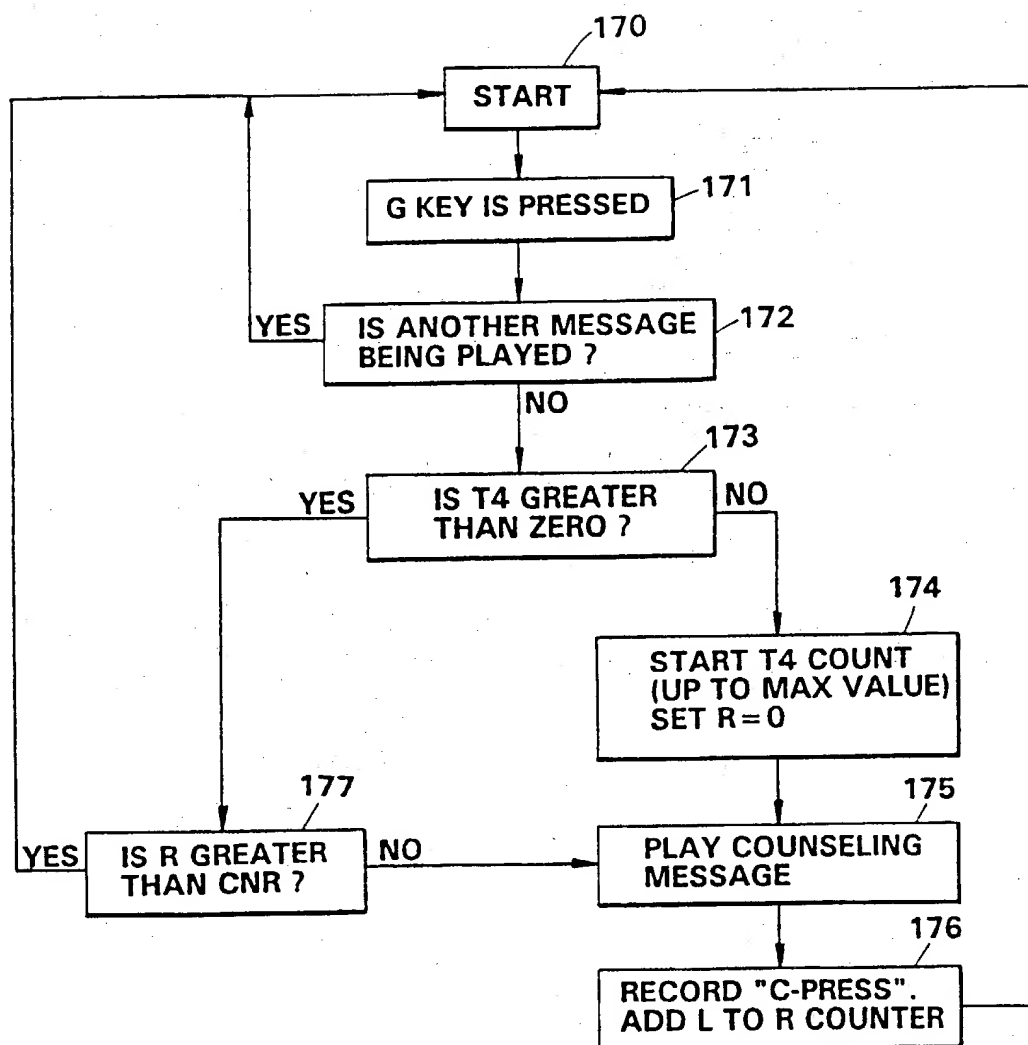 170
START
171
G KEY IS PRESSED
172
YES
IS ANOTHER MESSAGE
BEING PLAYED ?
NO
173
YES
IS T4 GREATER
THAN ZERO ?
NO
174
START T4 COUNT
(UP TO MAX VALUE)
SET R=0
177
YES
IS R GREATER
THAN CNR ?
NO
175
PLAY COUNSELING
MESSAGE
176
RECORD "C-PRESS".
ADD L TO R COUNTER